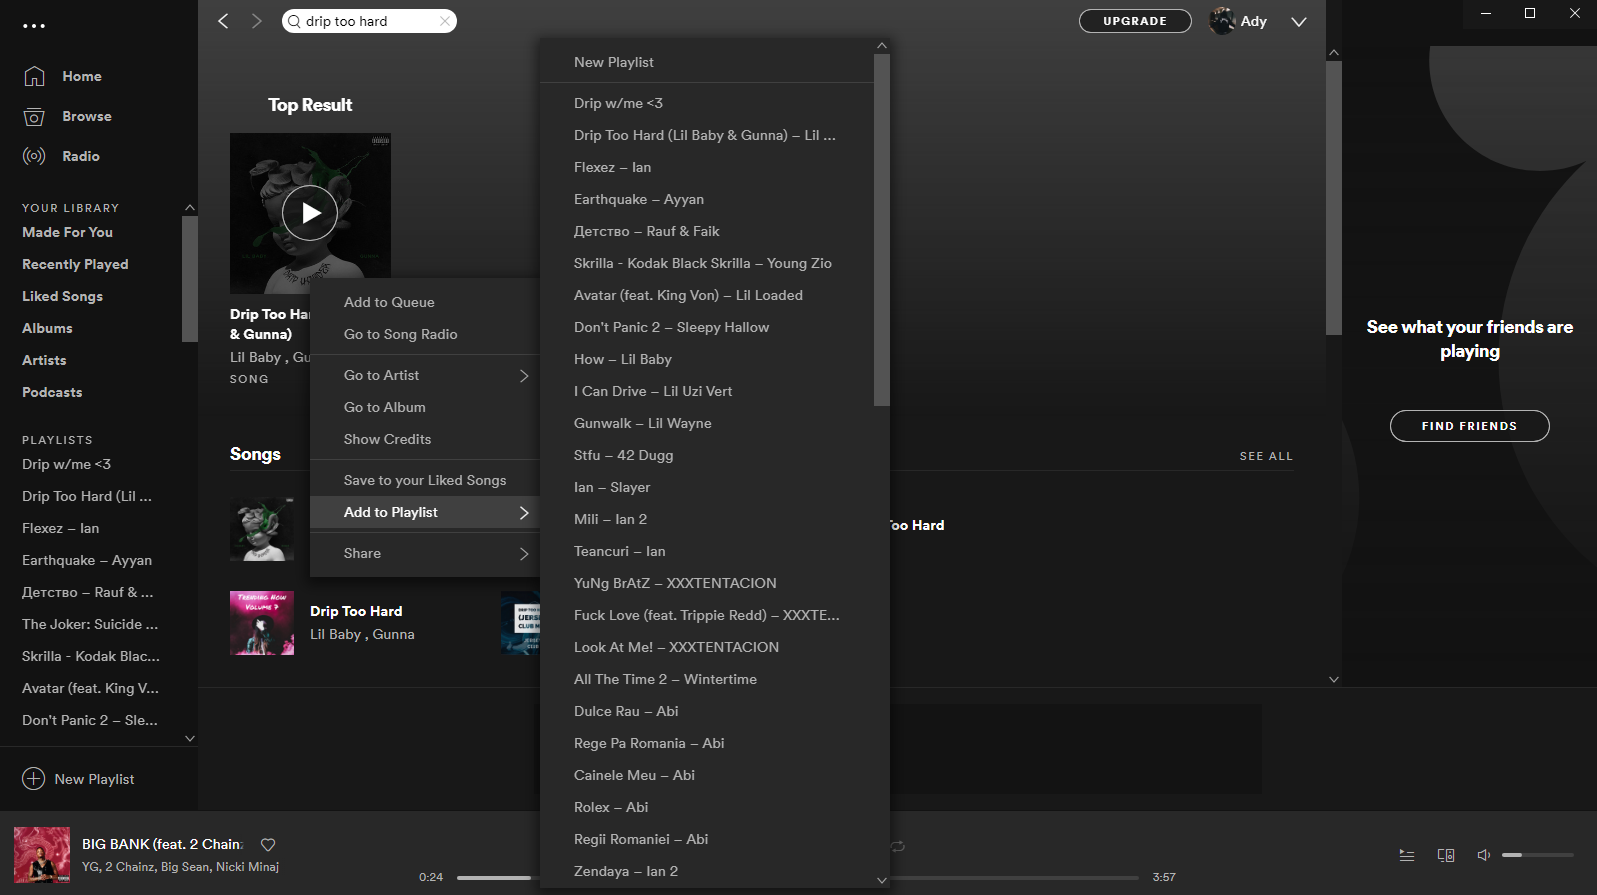 drip too hard
UPGRADE
Ady
Home
Browse
Radio
YOUR LIBRARY
Made For You
Recently Played
Liked Songs
Albums
Artists
Podcasts
PLAYLISTS
Drip w/me <3
Drip Too Hard (Lil ...
Flexez – Ian
Earthquake – Ayyan
Детство – Rauf & ...
The Joker: Suicide ...
Skrilla - Kodak Blac...
Avatar (feat. King V...
Don't Panic 2 – Sle...
New Playlist
Top Result
LIL BABY
GUNNA
Drip Too Ha
& Gunna)
Lil Baby , Gu
SONG
Add to Queue
Go to Song Radio
Go to Artist
Go to Album
Show Credits
Save to your Liked Songs
Add to Playlist
Share
New Playlist
Drip w/me <3
Drip Too Hard (Lil Baby & Gunna) – Lil ...
Flexez – Ian
Earthquake – Ayyan
Детство – Rauf & Faik
Skrilla - Kodak Black Skrilla – Young Zio
Avatar (feat. King Von) – Lil Loaded
Don't Panic 2 – Sleepy Hallow
How – Lil Baby
I Can Drive – Lil Uzi Vert
Gunwalk – Lil Wayne
Stfu – 42 Dugg
Ian – Slayer
Mili – Ian 2
Teancuri – Ian
YuNg BrAtZ – XXXTENTACION
Fuck Love (feat. Trippie Redd) – XXXTE...
Look At Me! – XXXTENTACION
All The Time 2 – Wintertime
Dulce Rau – Abi
Rege Pa Romania – Abi
Cainele Meu – Abi
Rolex – Abi
Regii Romaniei – Abi
Zendaya – Ian 2
Songs
SEE ALL
Too Hard
TRENDING NOW
VOLUME 7
Drip Too Hard
Lil Baby , Gunna
See what your friends are
playing
FIND FRIENDS
BIG BANK (feat. 2 Chain
YG, 2 Chainz, Big Sean, Nicki Minaj
0:24
3:57